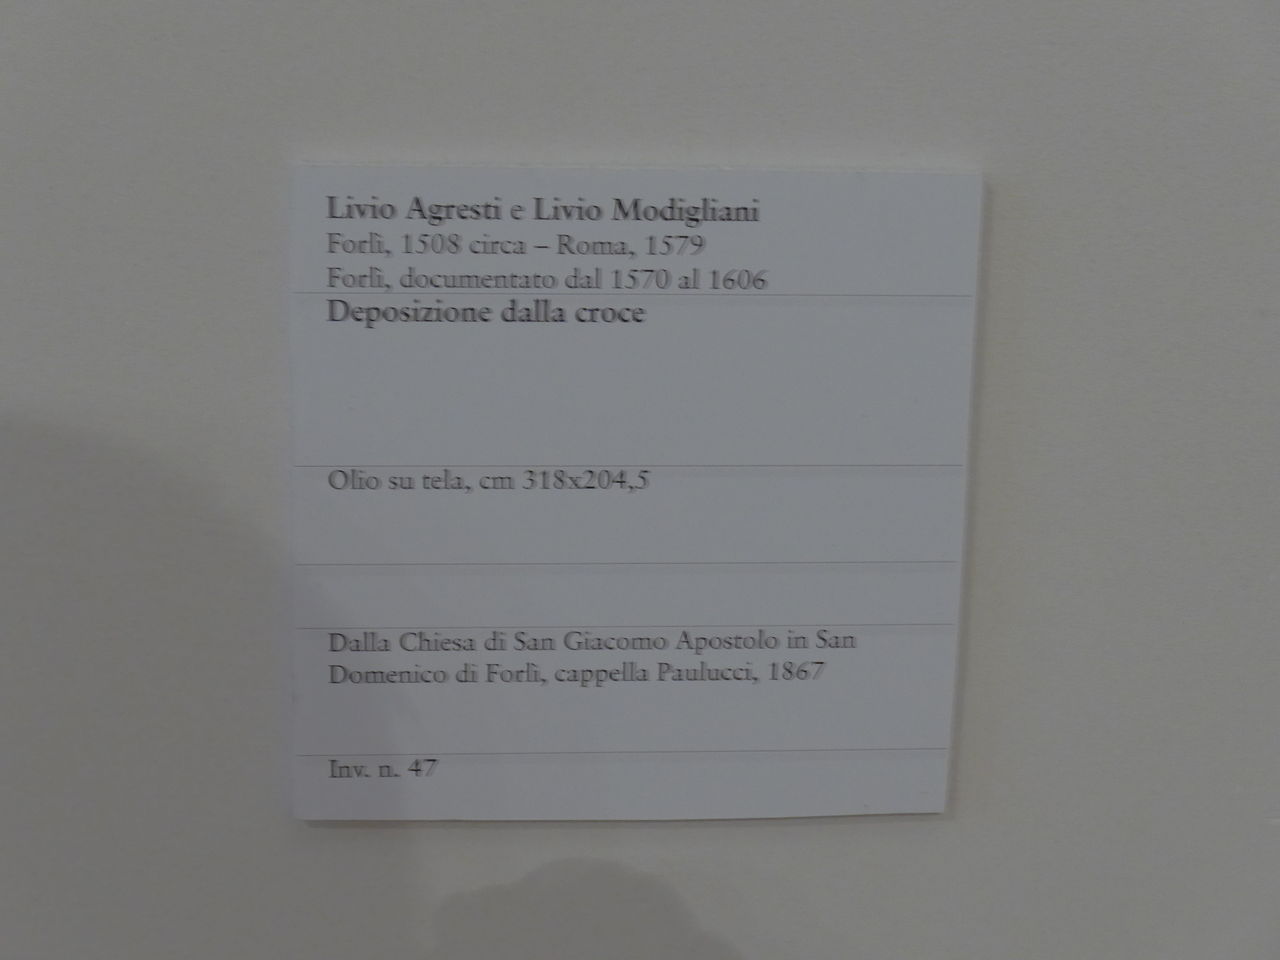 Livio Agresti e Livio Modigliani
Forlì, 1508 circa – Roma, 1579
Forlì, documentato dal 1570 al 1606
Deposizione dalla croce
Olio su tela, cm 318x204,5
Dalla Chiesa di San Giacomo Apostolo in San
Domenico di Forlì, cappella Paulucci, 1867
Inv. n. 47